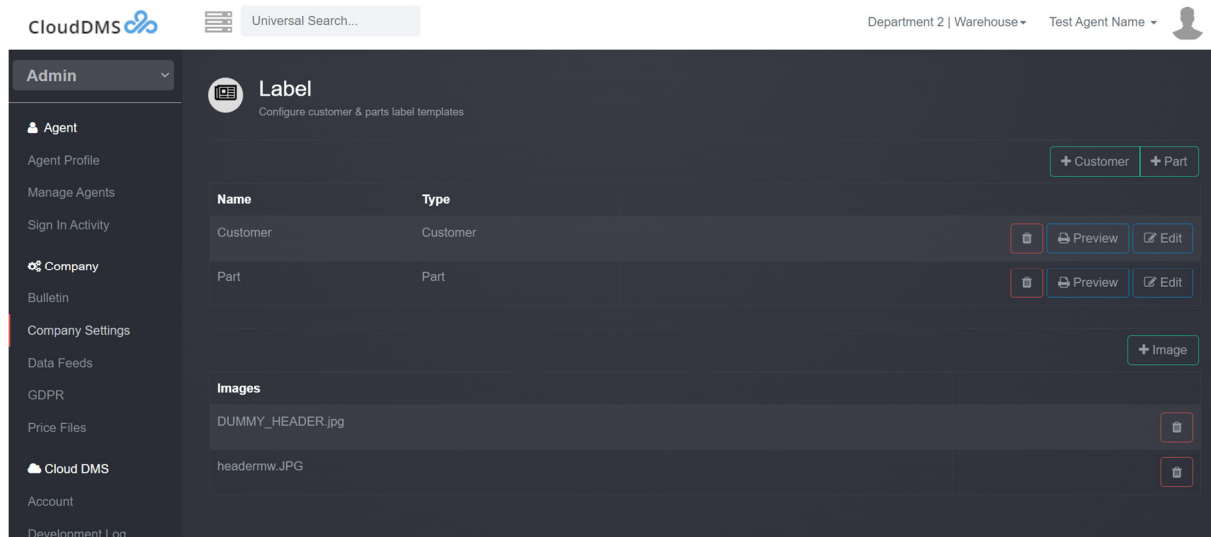 CloudDMS
Universal Search...
Department 2 | Warehouse
Test Agent Name
Admin
Agent
Agent Profile
Manage Agents
Sign In Activity
Company
Bulletin
Company Settings
Data Feeds
GDPR
Price Files
Cloud DMS
Account
Development Log
Label
Configure customer & parts label templates
+ Customer
+ Part
Name Type
Customer Customer Preview Edit
Part Part Preview Edit
+ Image
Images
DUMMY_HEADER.jpg
headermw.JPG